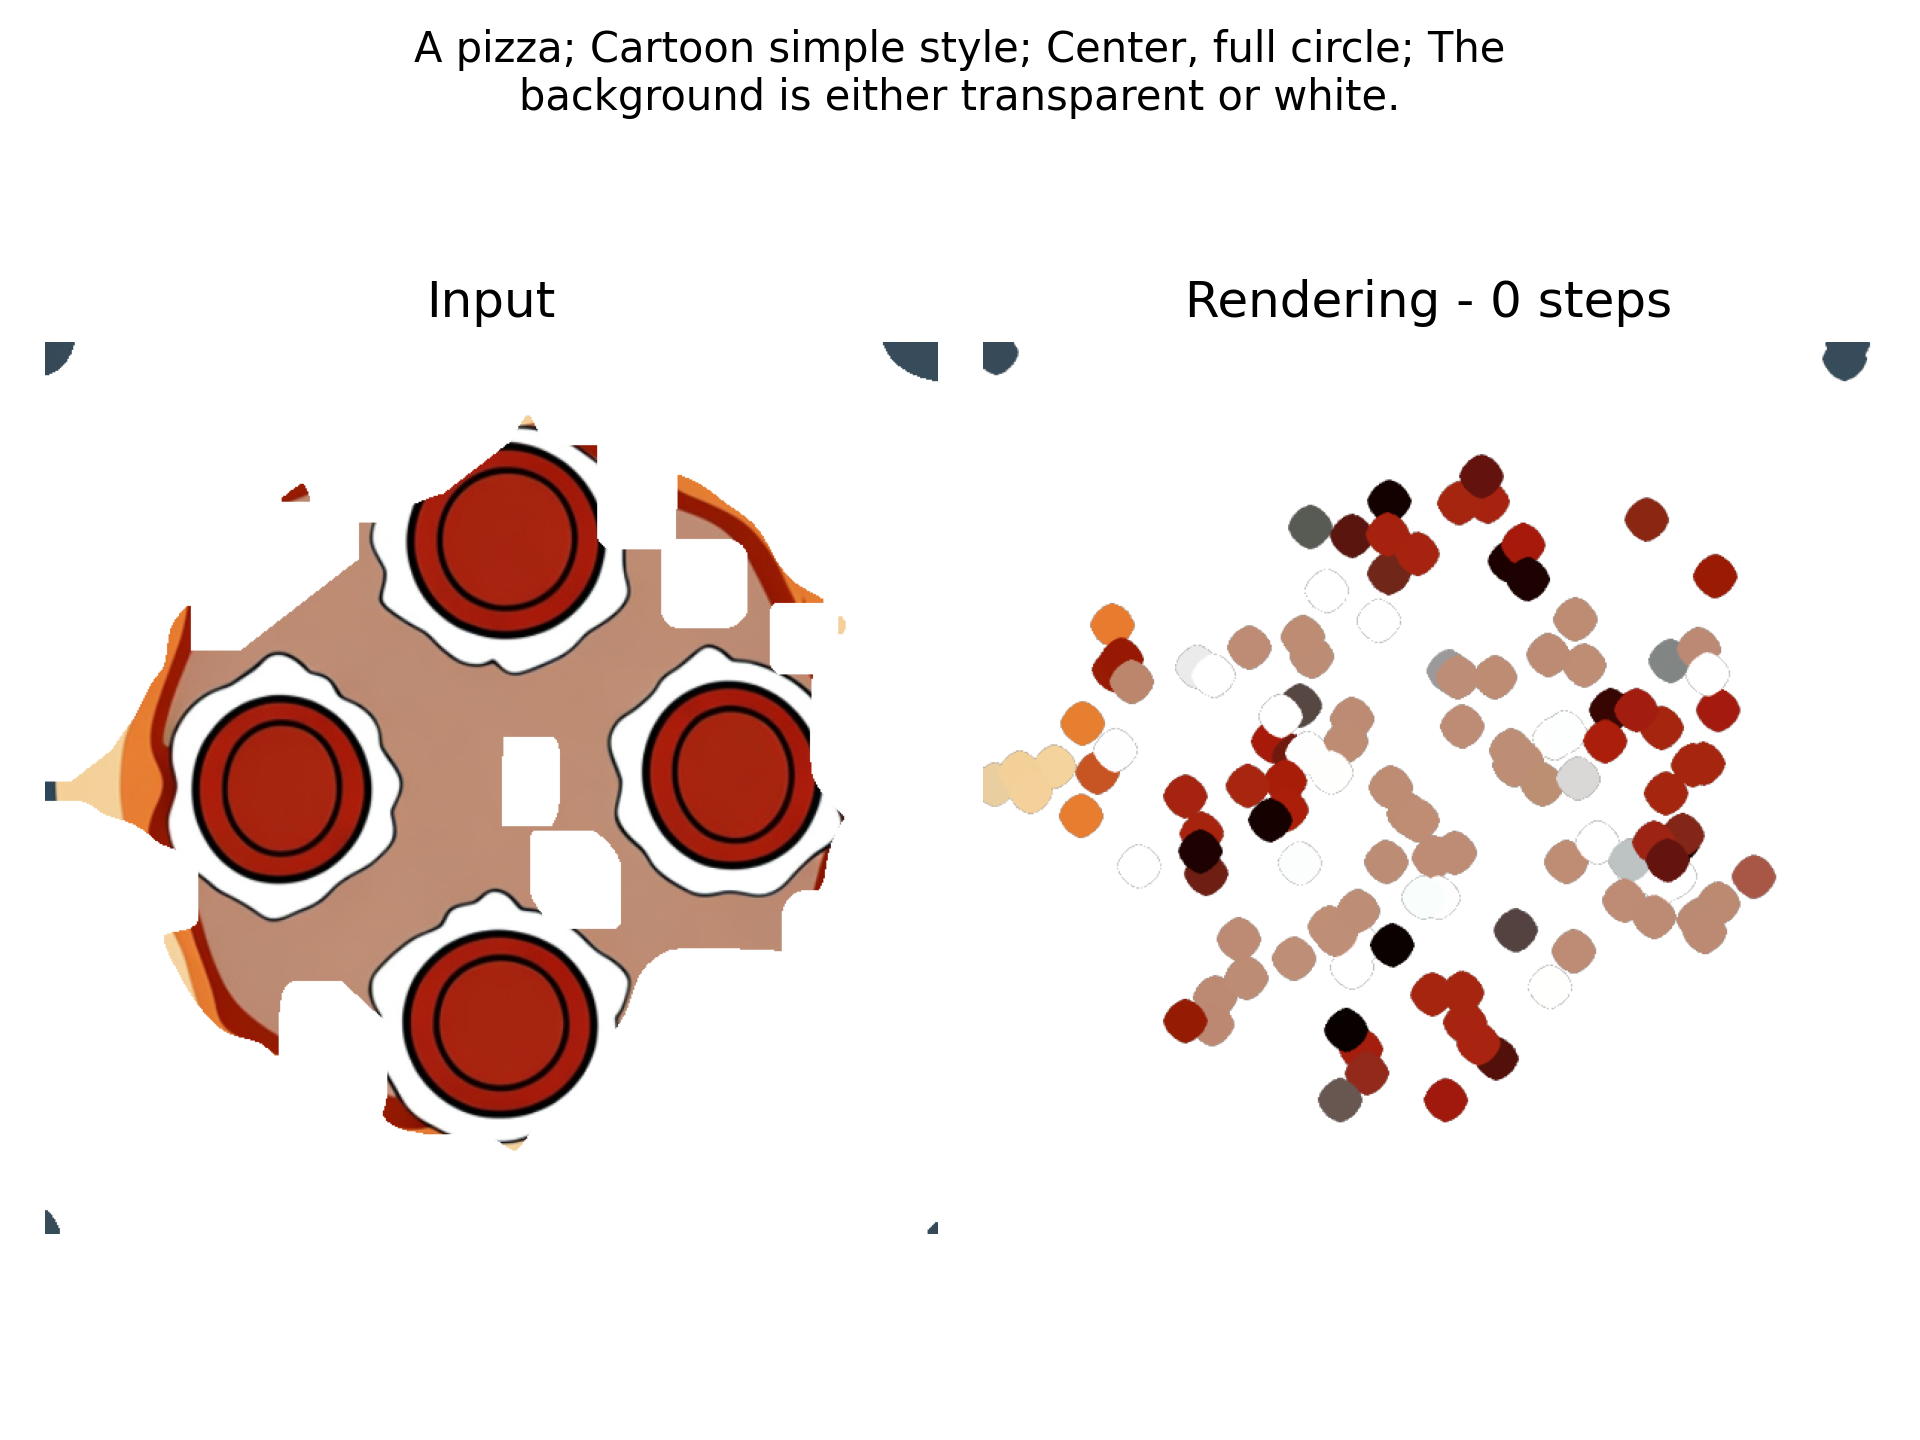 A pizza; Cartoon simple style; Center, full circle; The
background is either transparent or white.
Input
Rendering - 0 steps